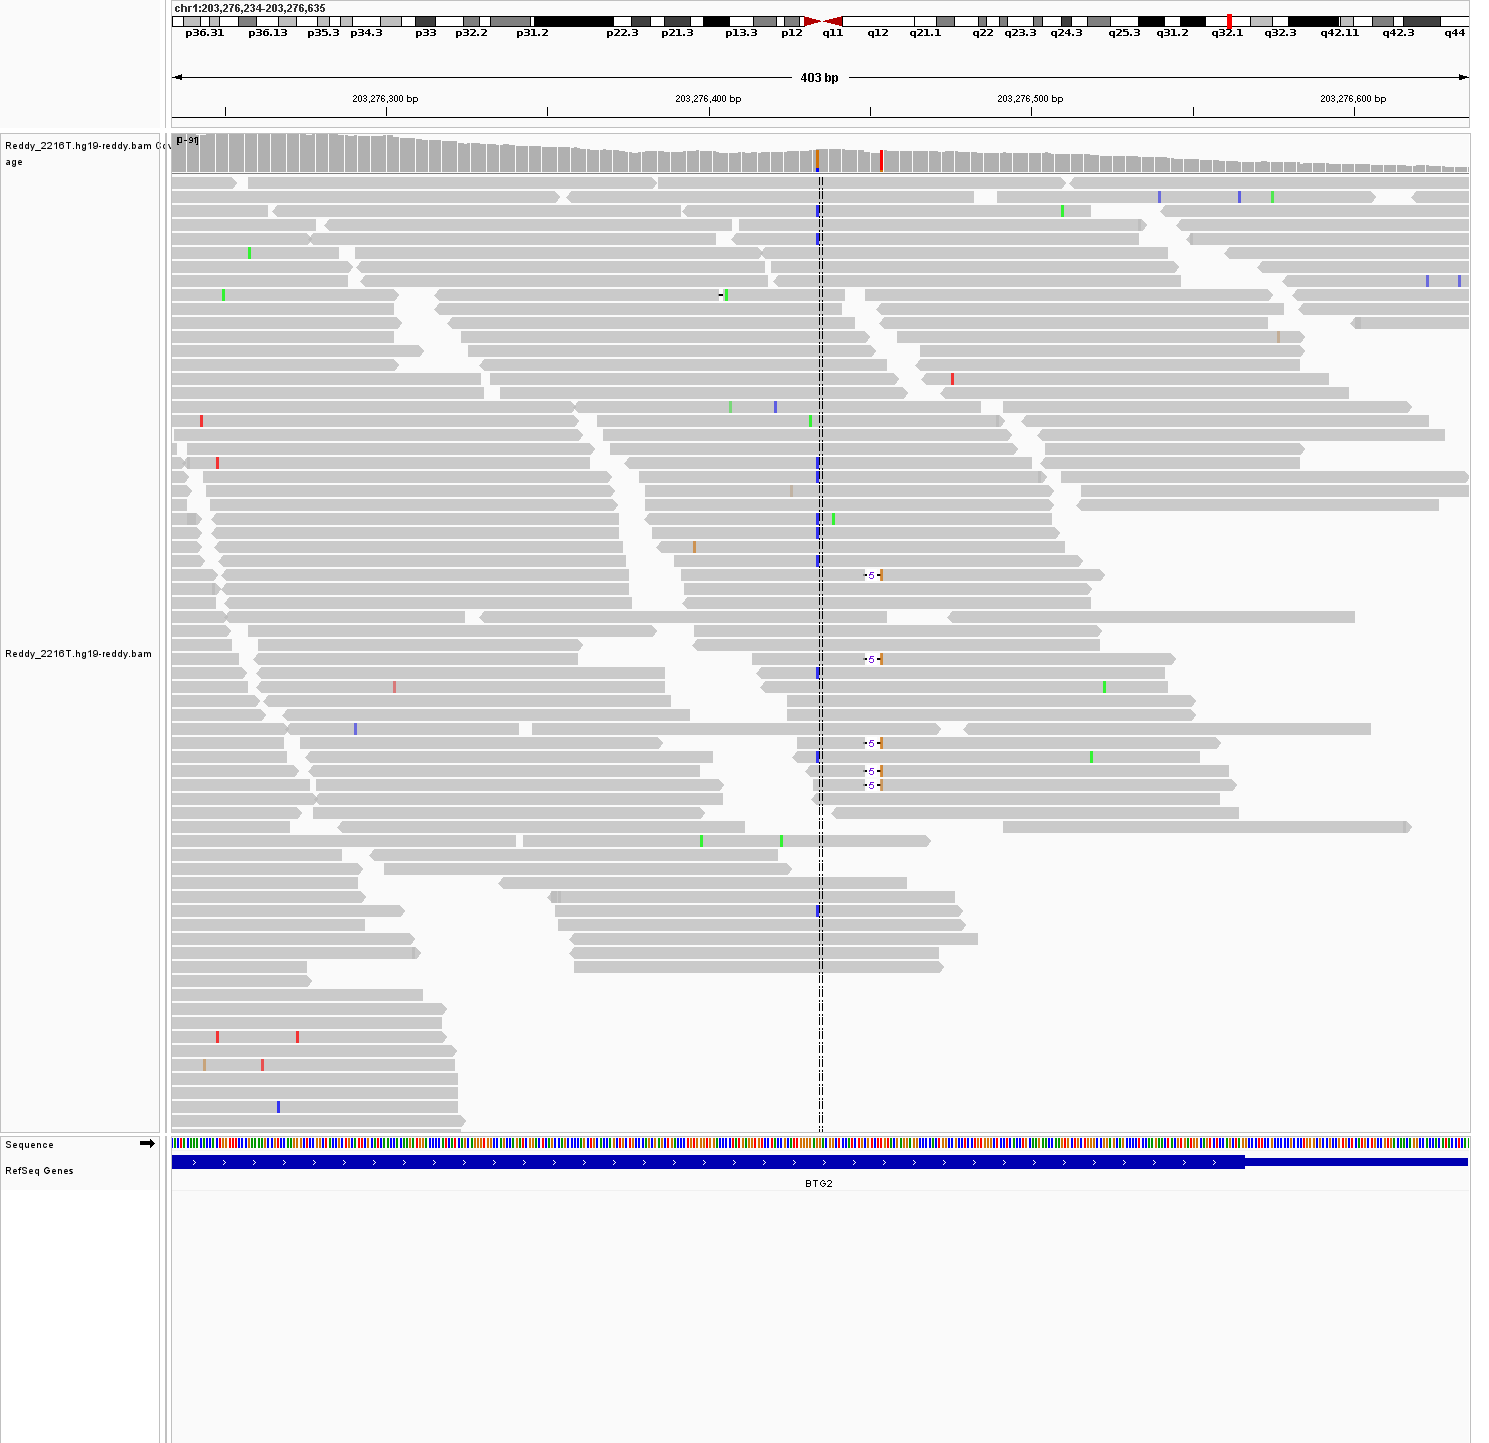 chr1:203,276,234-203,276,635
p36.31 p36.13 p35.3 p34.3 p33 p32.2 p31.2 p22.3 p21.3 p13.3 p12 q11 q12 q21.1 q22 q23.3 q24.3 q25.3 q31.2 q32.1 q32.3 q42.11 q42.3 q44
403 bp
203,276,300 bp 203,276,400 bp 203,276,500 bp 203,276,600 bp
[0-91]
Reddy_2216T.hg19-reddy.bam Cov
age
5
Reddy_2216T.hg19-reddy.bam
5
5
5
5
Sequence
RefSeq Genes
BTG2